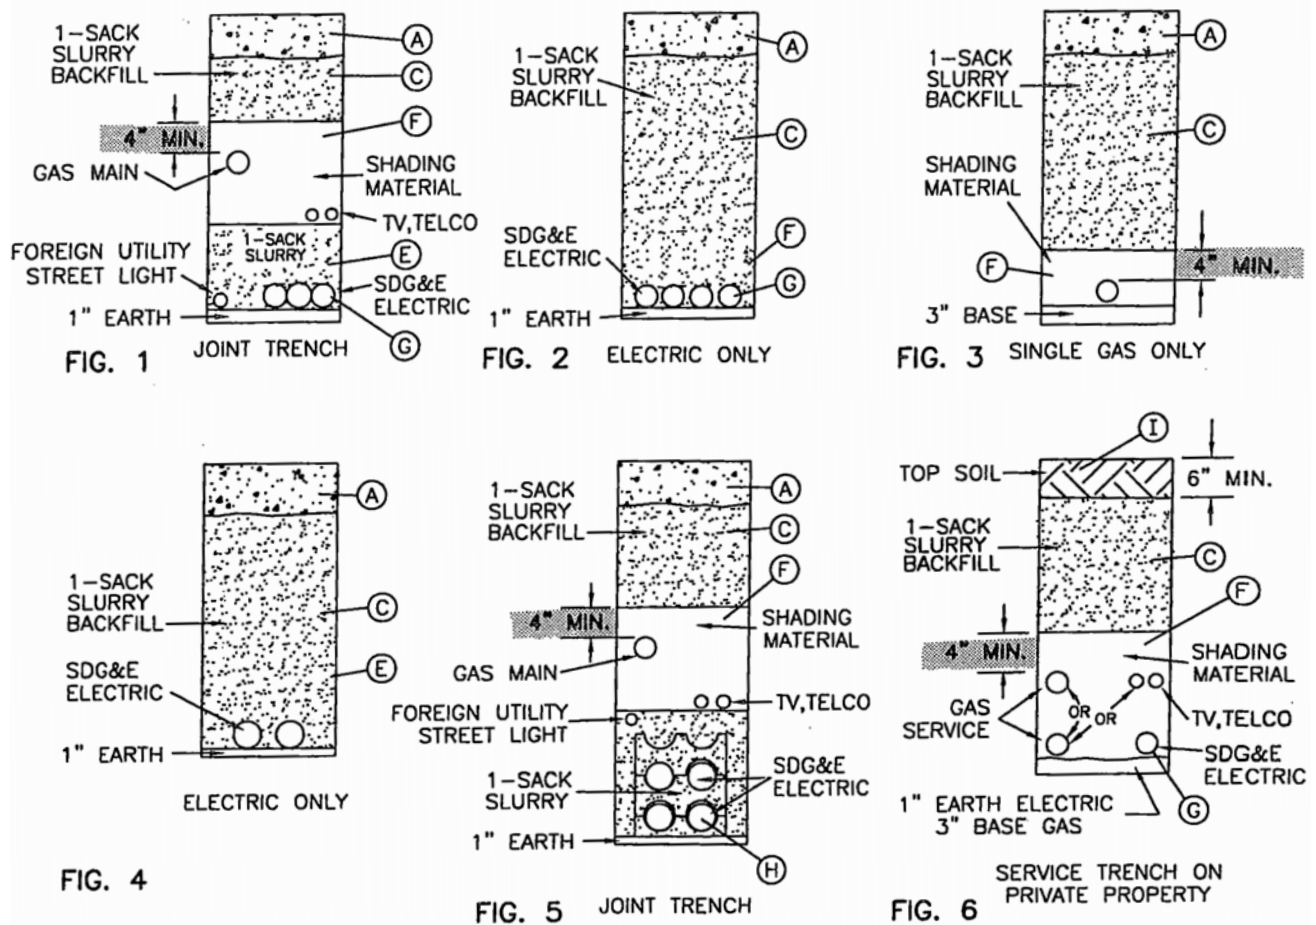 1-SACK
SLURRY
BACKFILL
A
C
F
4" MIN.
GAS MAIN
SHADING
MATERIAL
TV,TELCO
1-SACK
SLURRY
E
FOREIGN UTILITY
STREET LIGHT
SDG&E
ELECTRIC
1" EARTH
G
FIG. 1
JOINT TRENCH
1-SACK
SLURRY
BACKFILL
A
C
SDG&E
ELECTRIC
F
G
1" EARTH
FIG. 2
ELECTRIC ONLY
1-SACK
SLURRY
BACKFILL
A
C
SHADING
MATERIAL
F
4" MIN.
3" BASE
FIG. 3
SINGLE GAS ONLY
A
1-SACK
SLURRY
BACKFILL
C
SDG&E
ELECTRIC
E
1" EARTH
ELECTRIC ONLY
FIG. 4
1-SACK
SLURRY
BACKFILL
A
C
F
4" MIN.
SHADING
MATERIAL
GAS MAIN
TV,TELCO
FOREIGN UTILITY
STREET LIGHT
1-SACK
SLURRY
SDG&E
ELECTRIC
1" EARTH
H
FIG. 5
JOINT TRENCH
I
TOP SOIL
6" MIN.
1-SACK
SLURRY
BACKFILL
C
F
4" MIN.
SHADING
MATERIAL
GAS
SERVICE
OR
OR
TV,TELCO
SDG&E
ELECTRIC
1" EARTH ELECTRIC
3" BASE GAS
G
FIG. 6
SERVICE TRENCH ON
PRIVATE PROPERTY